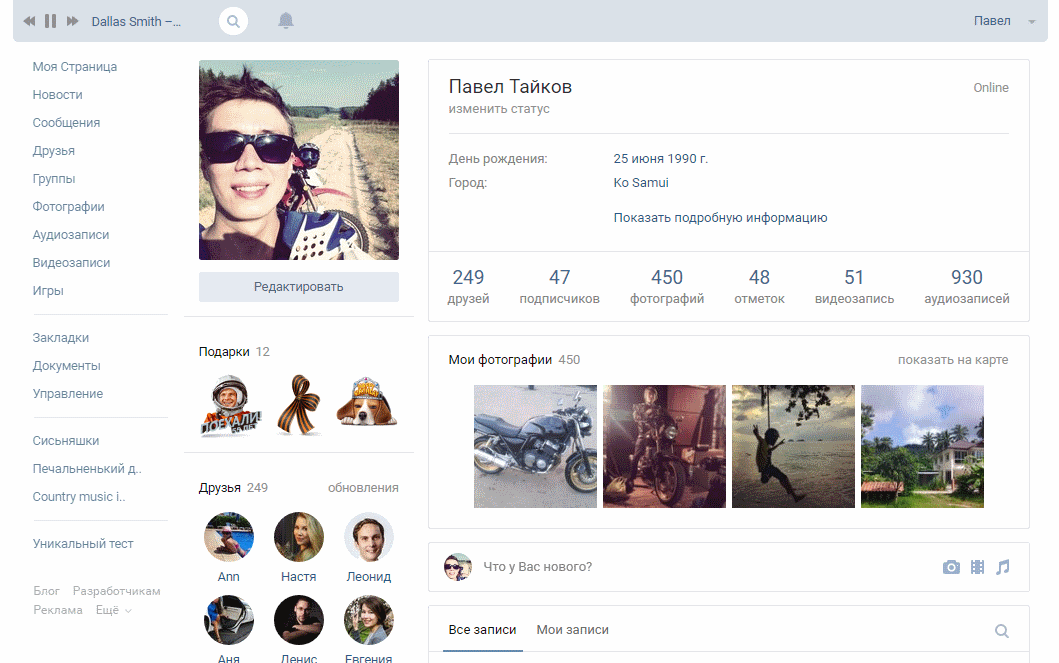 Dallas Smith –...
Павел
Моя Страница
Новости
Сообщения
Друзья
Группы
Фотографии
Аудиозаписи
Видеозаписи
Игры
Закладки
Документы
Управление
Сисьняшки
Печальненький д..
Country music i..
Уникальный тест
Блог Разработчикам
Реклама Ещё
Редактировать
Подарки 12
ПОЕХАЛИ!
Друзья 249 обновления
Ann Настя Леонид
Аня Денис Евгения
Павел Тайков Online
изменить статус
День рождения: 25 июня 1990 г.
Город: Ko Samui
Показать подробную информацию
249 47 450 48 51 930
друзей подписчиков фотографий отметок видеозапись аудиозаписей
Мои фотографии 450 показать на карте
Что у Вас нового?
Все записи Мои записи